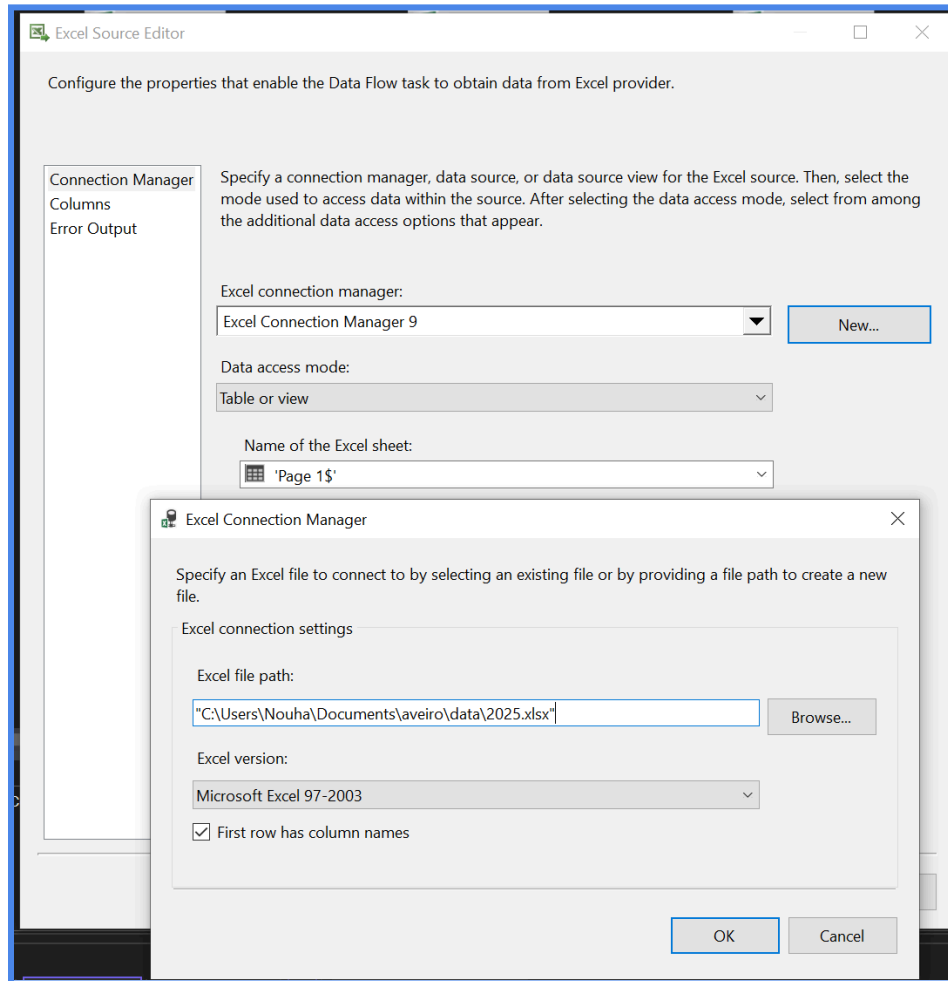 Excel Source Editor
Configure the properties that enable the Data Flow task to obtain data from Excel provider.
Connection Manager
Columns
Error Output
Specify a connection manager, data source, or data source view for the Excel source. Then, select the
mode used to access data within the source. After selecting the data access mode, select from among
the additional data access options that appear.
Excel connection manager:
Excel Connection Manager 9
New...
Data access mode:
Table or view
Name of the Excel sheet:
'Page 1$'
Excel Connection Manager
Specify an Excel file to connect to by selecting an existing file or by providing a file path to create a new
file.
Excel connection settings
Excel file path:
"C:\Users\Nouha\Documents\aveiro\data\2025.xlsx"
Browse...
Excel version:
Microsoft Excel 97-2003
First row has column names
OK
Cancel